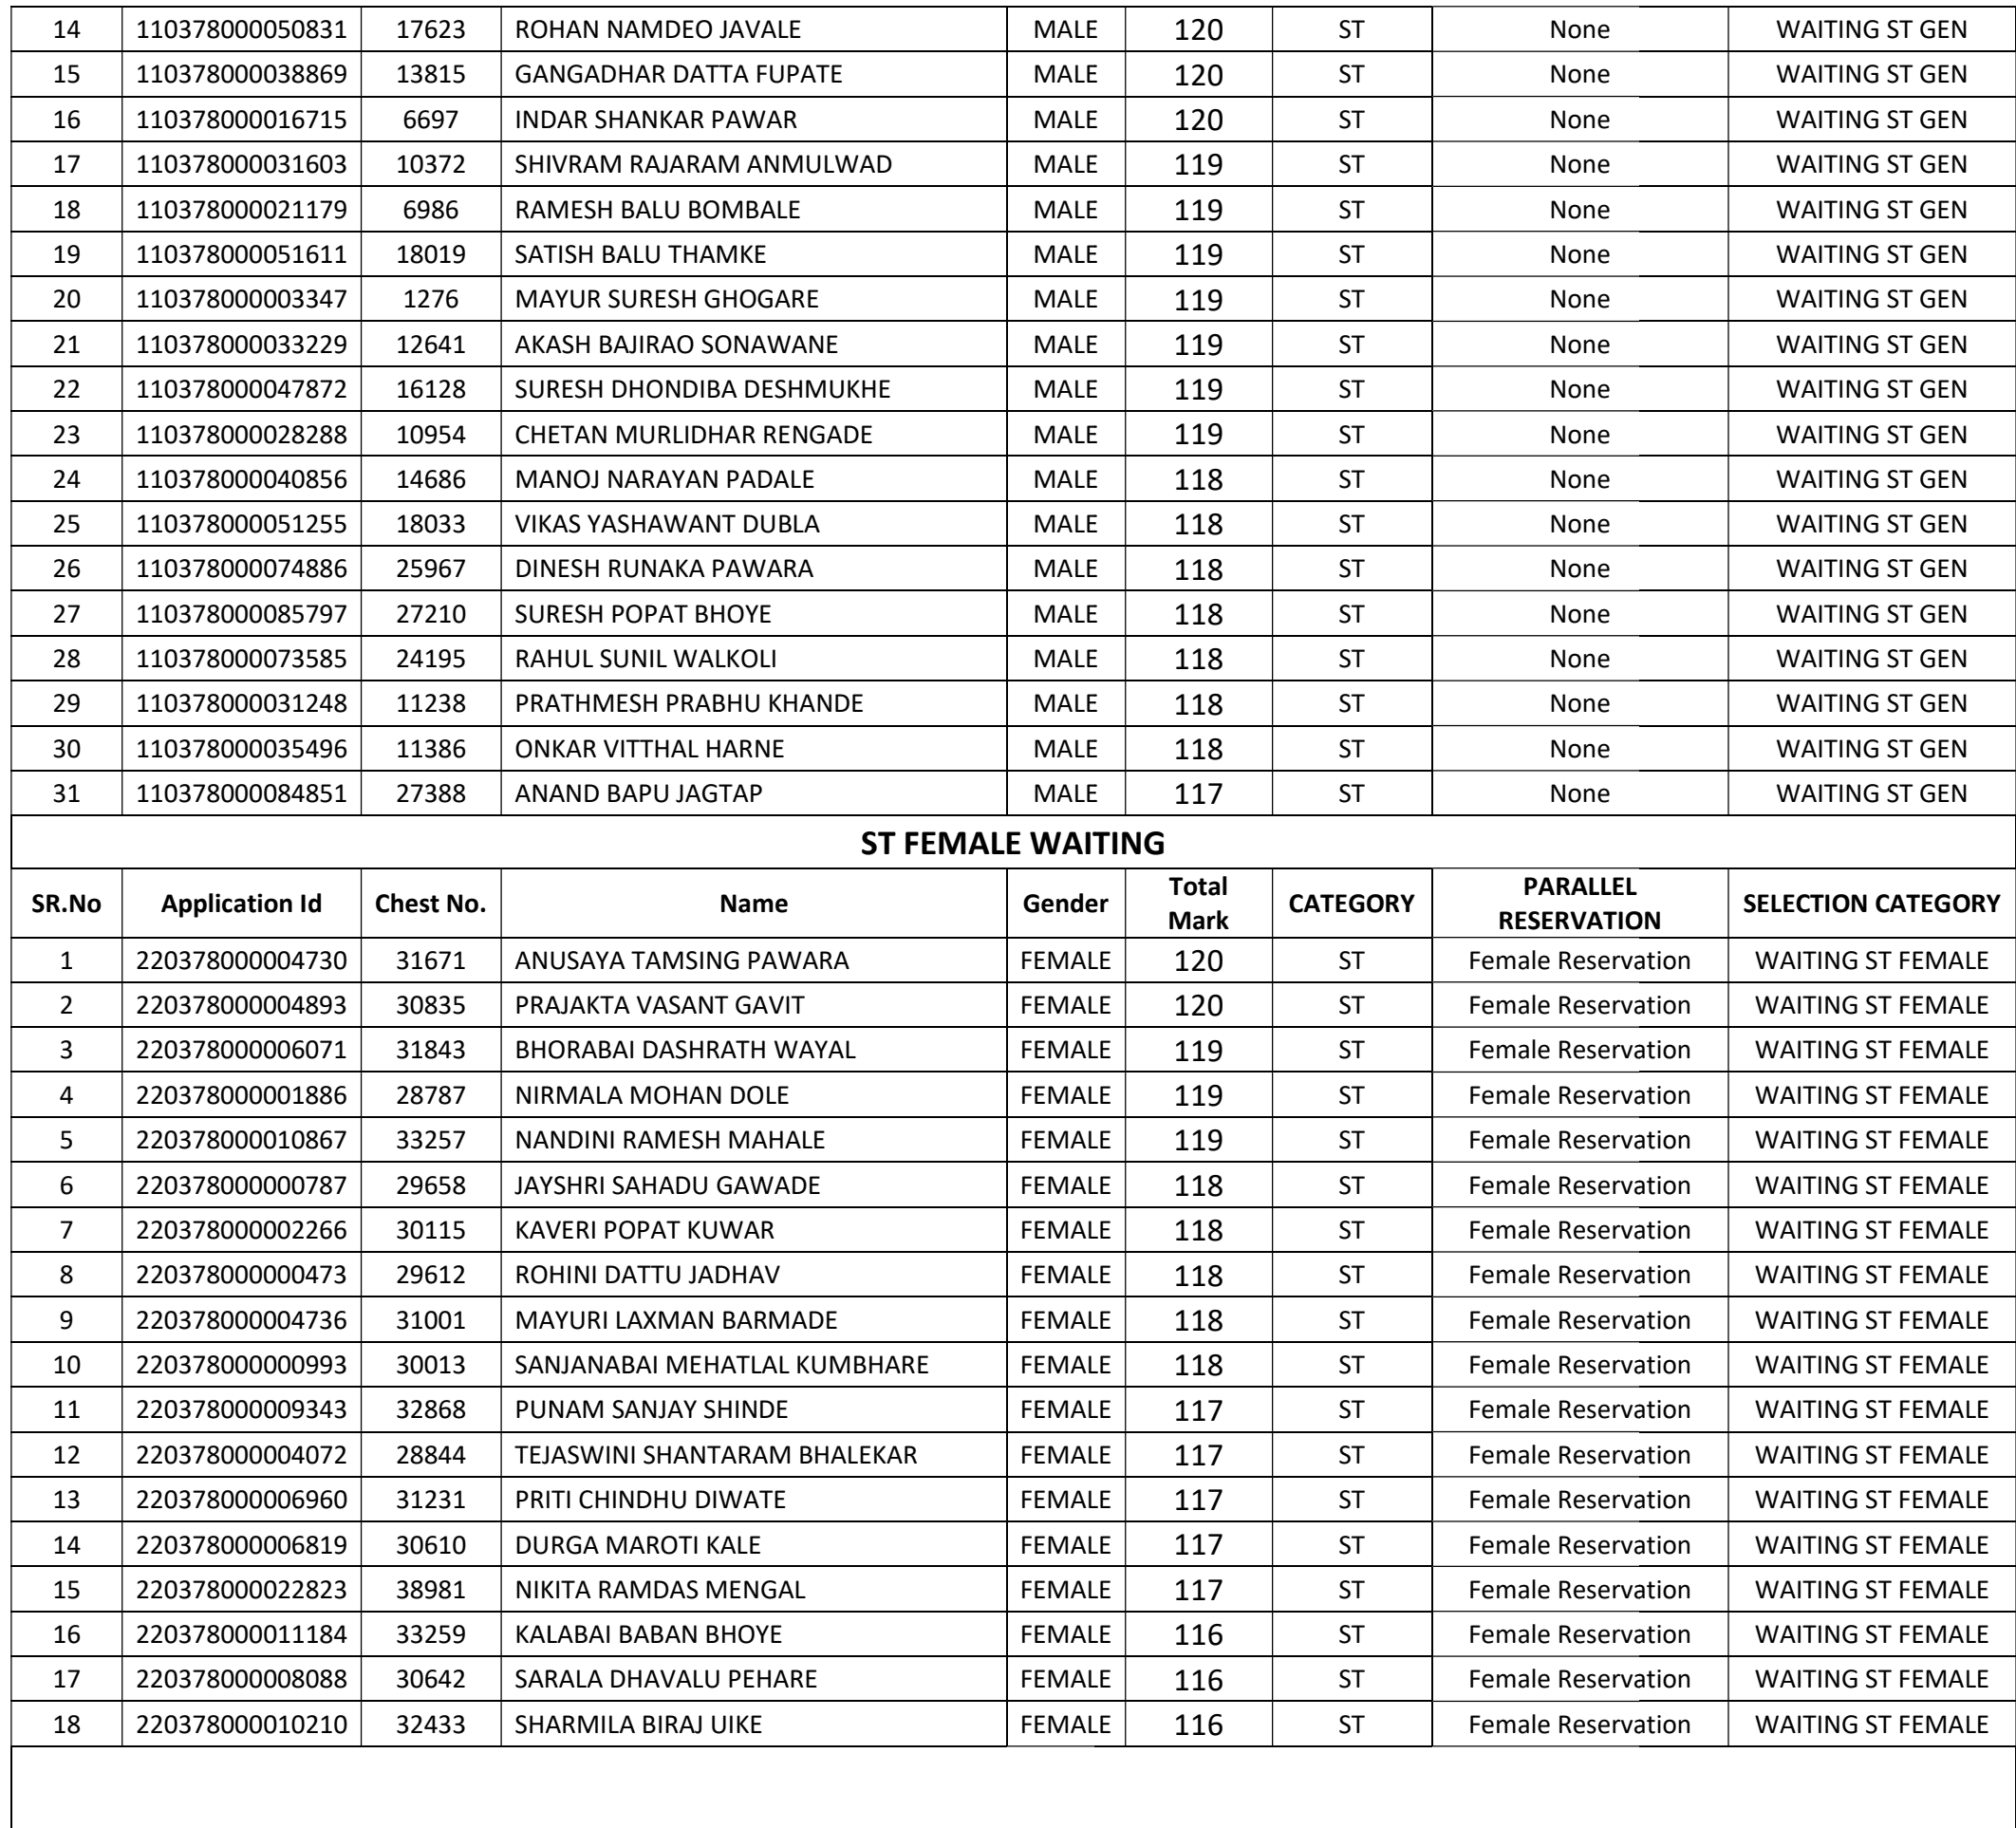 14 110378000050831 17623 ROHAN NAMDEO JAVALE MALE 120 ST None WAITING ST GEN
15 110378000038869 13815 GANGADHAR DATTA FUPATE MALE 120 ST None WAITING ST GEN
16 110378000016715 6697 INDAR SHANKAR PAWAR MALE 120 ST None WAITING ST GEN
17 110378000031603 10372 SHIVRAM RAJARAM ANMULWAD MALE 119 ST None WAITING ST GEN
18 110378000021179 6986 RAMESH BALU BOMBALE MALE 119 ST None WAITING ST GEN
19 110378000051611 18019 SATISH BALU THAMKE MALE 119 ST None WAITING ST GEN
20 110378000003347 1276 MAYUR SURESH GHOGARE MALE 119 ST None WAITING ST GEN
21 110378000033229 12641 AKASH BAJIRAO SONAWANE MALE 119 ST None WAITING ST GEN
22 110378000047872 16128 SURESH DHONDIBA DESHMUKHE MALE 119 ST None WAITING ST GEN
23 110378000028288 10954 CHETAN MURLIDHAR RENGADE MALE 119 ST None WAITING ST GEN
24 110378000040856 14686 MANOJ NARAYAN PADALE MALE 118 ST None WAITING ST GEN
25 110378000051255 18033 VIKAS YASHAWANT DUBLA MALE 118 ST None WAITING ST GEN
26 110378000074886 25967 DINESH RUNAKA PAWARA MALE 118 ST None WAITING ST GEN
27 110378000085797 27210 SURESH POPAT BHOYE MALE 118 ST None WAITING ST GEN
28 110378000073585 24195 RAHUL SUNIL WALKOLI MALE 118 ST None WAITING ST GEN
29 110378000031248 11238 PRATHMESH PRABHU KHANDE MALE 118 ST None WAITING ST GEN
30 110378000035496 11386 ONKAR VITTHAL HARNE MALE 118 ST None WAITING ST GEN
31 110378000084851 27388 ANAND BAPU JAGTAP MALE 117 ST None WAITING ST GEN
ST FEMALE WAITING
SR.No Application Id Chest No. Name Gender Total Mark CATEGORY PARALLEL RESERVATION SELECTION CATEGORY
1 220378000004730 31671 ANUSAYA TAMSING PAWARA FEMALE 120 ST Female Reservation WAITING ST FEMALE
2 220378000004893 30835 PRAJAKTA VASANT GAVIT FEMALE 120 ST Female Reservation WAITING ST FEMALE
3 220378000006071 31843 BHORABAI DASHRATH WAYAL FEMALE 119 ST Female Reservation WAITING ST FEMALE
4 220378000001886 28787 NIRMALA MOHAN DOLE FEMALE 119 ST Female Reservation WAITING ST FEMALE
5 220378000010867 33257 NANDINI RAMESH MAHALE FEMALE 119 ST Female Reservation WAITING ST FEMALE
6 220378000000787 29658 JAYSHRI SAHADU GAWADE FEMALE 118 ST Female Reservation WAITING ST FEMALE
7 220378000002266 30115 KAVERI POPAT KUWAR FEMALE 118 ST Female Reservation WAITING ST FEMALE
8 220378000000473 29612 ROHINI DATTU JADHAV FEMALE 118 ST Female Reservation WAITING ST FEMALE
9 220378000004736 31001 MAYURI LAXMAN BARMADE FEMALE 118 ST Female Reservation WAITING ST FEMALE
10 220378000000993 30013 SANJANABAI MEHATLAL KUMBHARE FEMALE 118 ST Female Reservation WAITING ST FEMALE
11 220378000009343 32868 PUNAM SANJAY SHINDE FEMALE 117 ST Female Reservation WAITING ST FEMALE
12 220378000004072 28844 TEJASWINI SHANTARAM BHALEKAR FEMALE 117 ST Female Reservation WAITING ST FEMALE
13 220378000006960 31231 PRITI CHINDHU DIWATE FEMALE 117 ST Female Reservation WAITING ST FEMALE
14 220378000006819 30610 DURGA MAROTI KALE FEMALE 117 ST Female Reservation WAITING ST FEMALE
15 220378000022823 38981 NIKITA RAMDAS MENGAL FEMALE 117 ST Female Reservation WAITING ST FEMALE
16 220378000011184 33259 KALABAI BABAN BHOYE FEMALE 116 ST Female Reservation WAITING ST FEMALE
17 220378000008088 30642 SARALA DHAVALU PEHARE FEMALE 116 ST Female Reservation WAITING ST FEMALE
18 220378000010210 32433 SHARMILA BIRAJ UIKE FEMALE 116 ST Female Reservation WAITING ST FEMALE